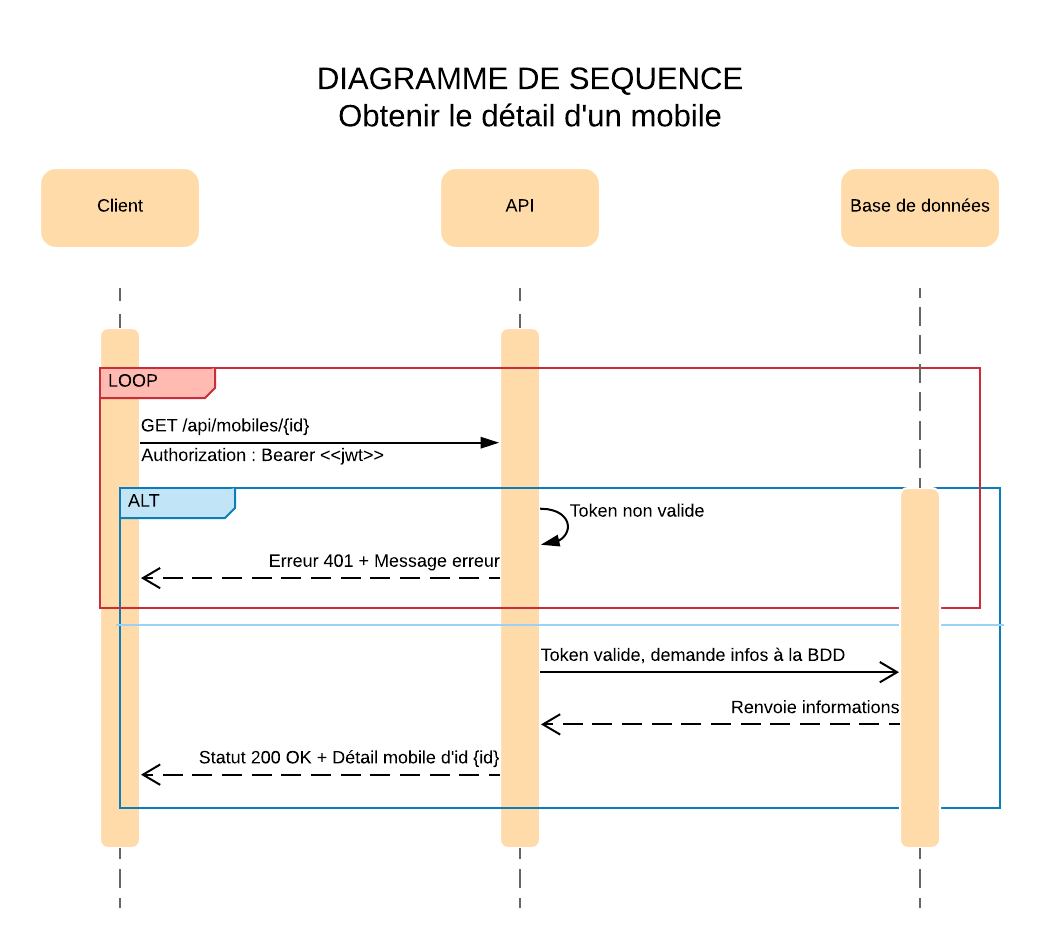 DIAGRAMME DE SEQUENCE
Obtenir le détail d'un mobile
Client
API
Base de données
LOOP
GET /api/mobiles/{id}
Authorization : Bearer <<jwt>>
ALT
Token non valide
Erreur 401 + Message erreur
Token valide, demande infos à la BDD
Renvoie informations
Statut 200 OK + Détail mobile d'id {id}